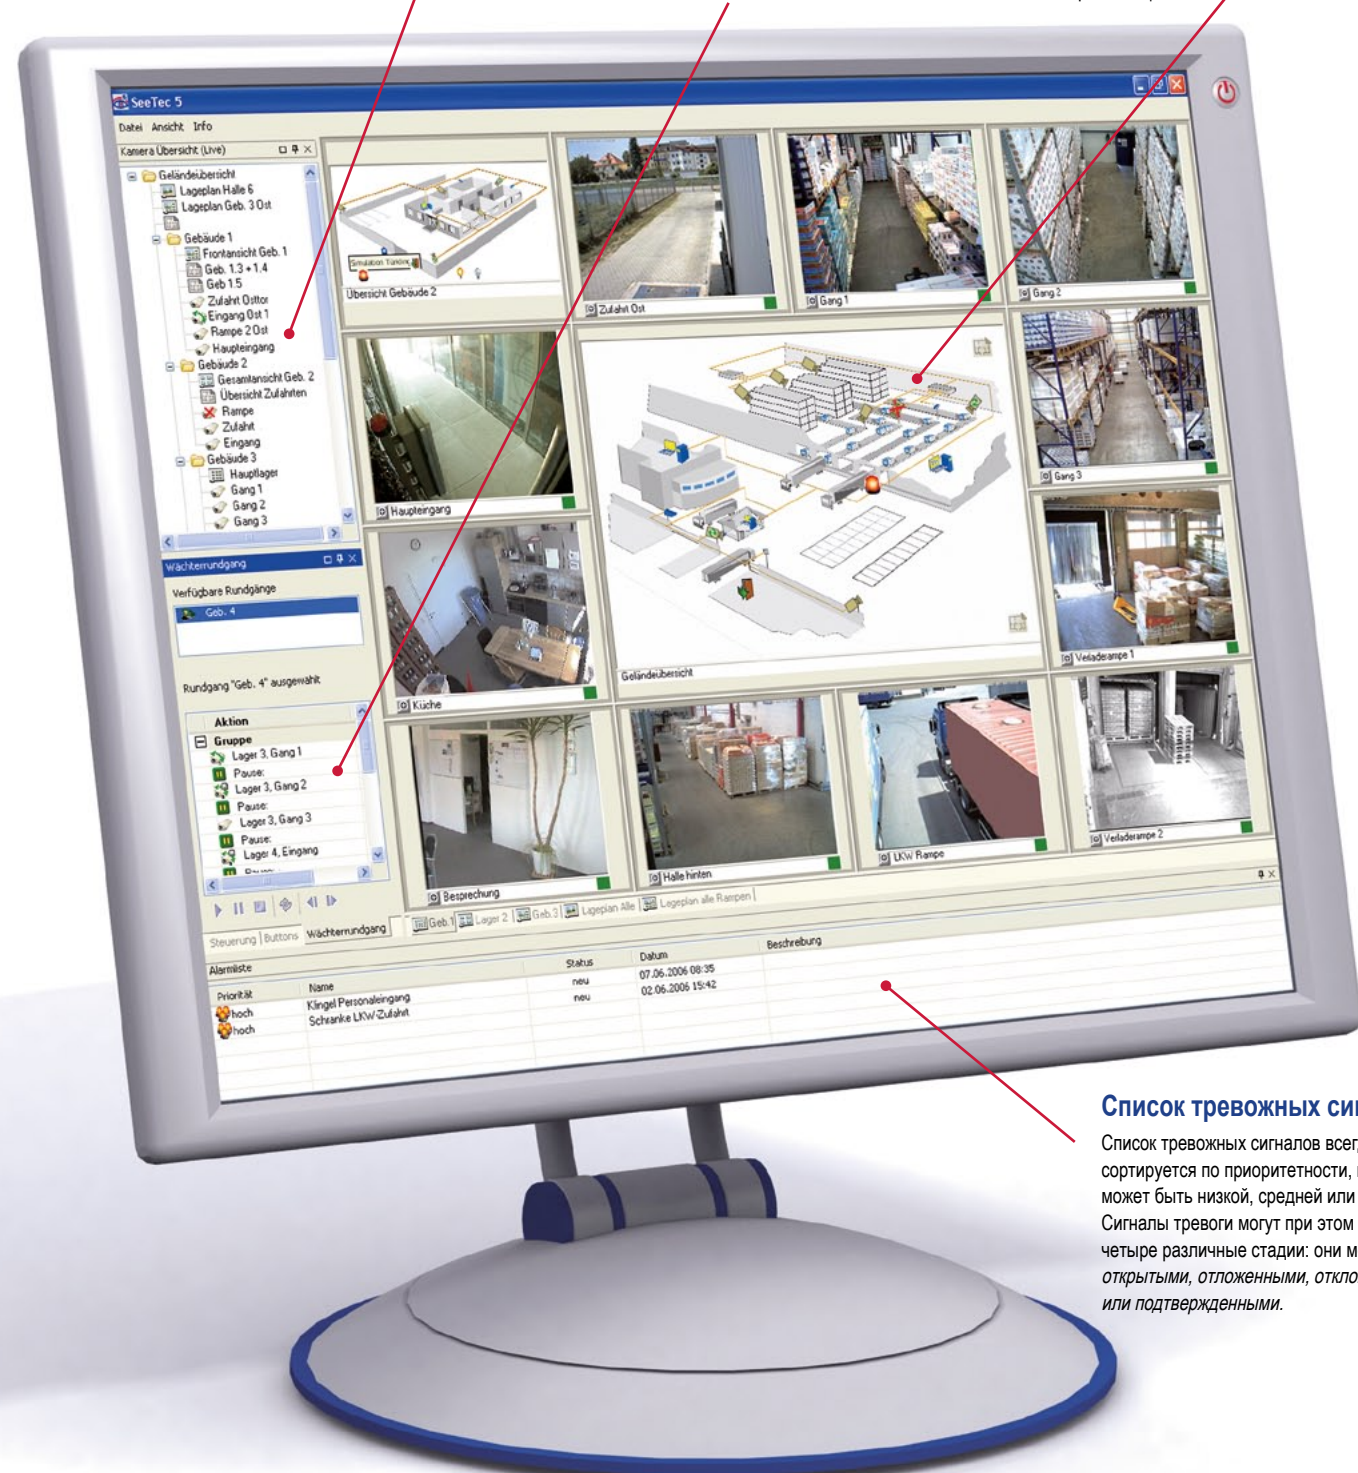 SeeTec 5
Datei Ansicht Info
Kamera Übersicht (Live)
Geländeübersicht
Lageplan Halle 6
Lageplan Geb. 3 Ost
Gebäude 1
Frontansicht Geb. 1
Geb. 1.3 + 1.4
Geb 1.5
Zufahrt Osttor
Eingang Ost 1
Rampe 2 Ost
Haupteingang
Gebäude 2
Gesamtansicht Geb. 2
Übersicht Zufahrten
Rampe
Zufahrt
Eingang
Gebäude 3
Hauptlager
Gang 1
Gang 2
Gang 3
Wächterrundgang
Verfügbare Rundgänge
Geb. 4
Rundgang "Geb. 4" ausgewählt
Aktion
Gruppe
Lager 3, Gang 1
Pause:
Lager 3, Gang 2
Pause:
Lager 3, Gang 3
Pause:
Lager 4, Eingang
Steuerung Buttons Wächterrundgang
Übersicht Gebäude 2
Zufahrt Ost
Gang 1
Gang 2
Haupteingang
Geländeübersicht
Gang 3
Küche
Verladerampe 1
Besprechung
Halle hinten
LKW Rampe
Verladerampe 2
Geb.1 Lager 2 Geb.3 Lageplan Alle Lageplan alle Rampen
Alarmliste
Priorität Name Status Datum Beschreibung
hoch Klingel Personaleingang neu 07.06.2006 08:35
hoch Schranke LKW-Zufahrt neu 02.06.2006 15:42
Список тревожных
Список тревожных сигналов
сортируется по приоритетности,
может быть низкой, средней или
Сигналы тревоги могут при этом
четыре различные стадии: они
открытыми, отложенными,
или подтвержденными.